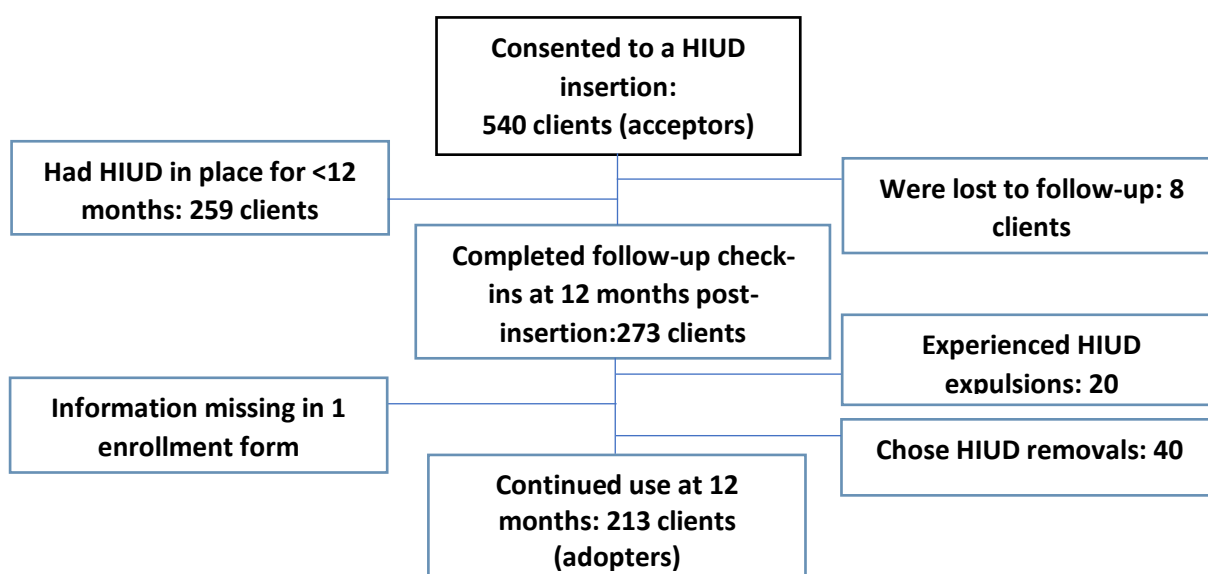 Consented to a HIUD
insertion:
540 clients (acceptors)
Had HIUD in place for <12
months: 259 clients
Were lost to follow-up: 8
clients
Completed follow-up check-
ins at 12 months post-
insertion:273 clients
Experienced HIUD
expulsions: 20
Information missing in 1
enrollment form
Chose HIUD removals: 40
Continued use at 12
months: 213 clients
(adopters)